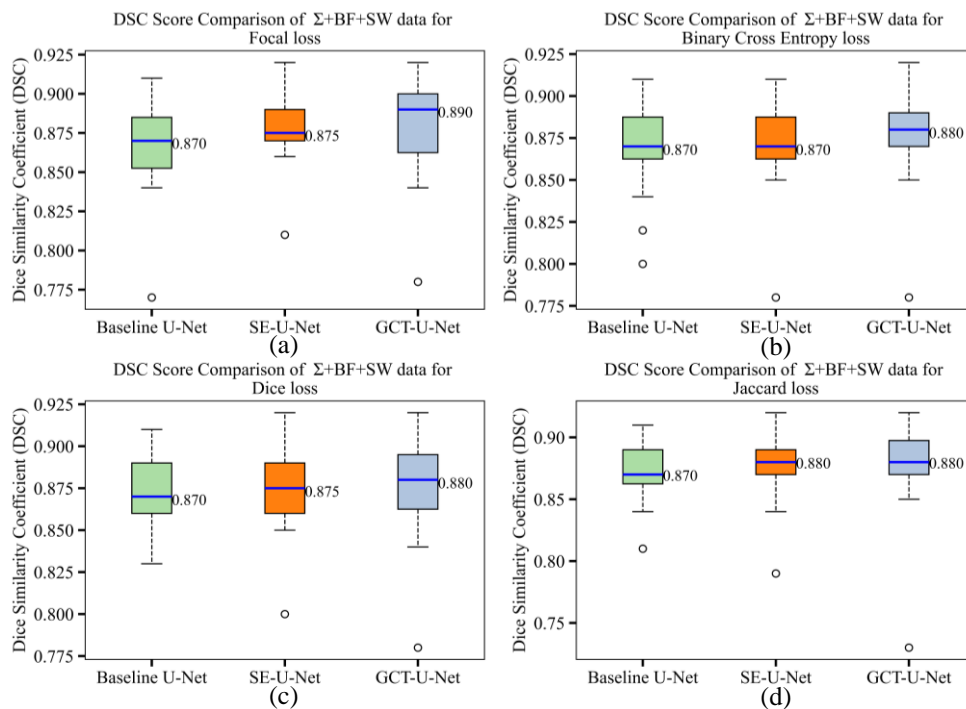 DSC Score Comparison of Σ+BF+SW data for
Focal loss
Dice Similarity Coefficient (DSC)
0.925
0.900
0.875
0.850
0.825
0.800
0.775
0.870
0.875
0.890
Baseline U-Net SE-U-Net GCT-U-Net
(a)
DSC Score Comparison of Σ+BF+SW data for
Binary Cross Entropy loss
Dice Similarity Coefficient (DSC)
0.925
0.900
0.875
0.850
0.825
0.800
0.775
0.870
0.870
0.880
Baseline U-Net SE-U-Net GCT-U-Net
(b)
DSC Score Comparison of Σ+BF+SW data for
Dice loss
Dice Similarity Coefficient (DSC)
0.925
0.900
0.875
0.850
0.825
0.800
0.775
0.870
0.875
0.880
Baseline U-Net SE-U-Net GCT-U-Net
(c)
DSC Score Comparison of Σ+BF+SW data for
Jaccard loss
Dice Similarity Coefficient (DSC)
0.90
0.85
0.80
0.75
0.870
0.880
0.880
Baseline U-Net SE-U-Net GCT-U-Net
(d)